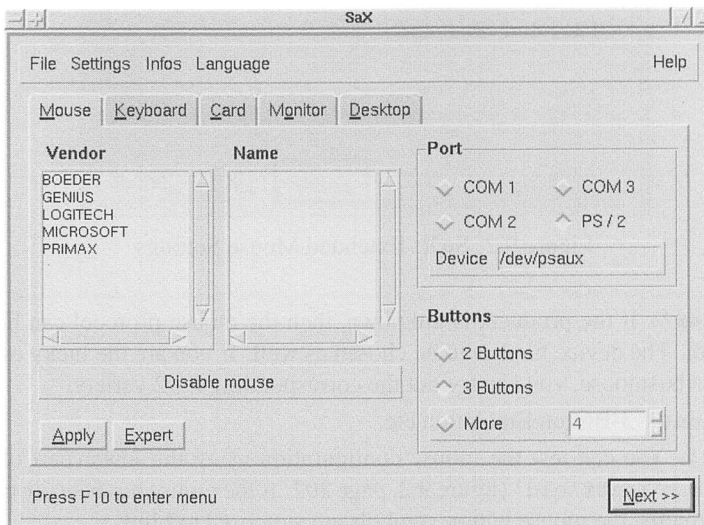 SaX
File Settings Infos Language Help
Mouse Keyboard Card Monitor Desktop
Vendor Name
BOEDER
GENIUS
LOGITECH
MICROSOFT
PRIMAX
Disable mouse
Apply Expert
Port
COM 1 COM 3
COM 2 PS / 2
Device /dev/psaux
Buttons
2 Buttons
3 Buttons
More 4
Press F10 to enter menu
Next >>